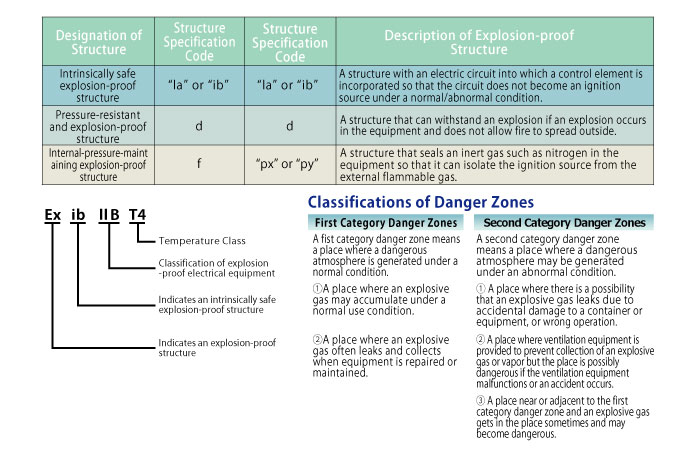 Designation of
Structure
Structure
Specification
Code
Structure
Specification
Code
Description of Explosion-proof
Structure
Intrinsically safe
explosion-proof
structure
“la” or “ib”
“la” or “ib”
A structure with an electric circuit into which a control element is
incorporated so that the circuit does not become an ignition
source under a normal/abnormal condition.
Pressure-resistant
and explosion-proof
structure
d
d
A structure that can withstand an explosion if an explosion occurs
in the equipment and does not allow fire to spread outside.
Internal-pressure-maint
aining explosion-proof
structure
f
“px” or “py”
A structure that seals an inert gas such as nitrogen in the
equipment so that it can isolate the ignition source from the
external flammable gas.
Ex ib IIB T4
Temperature Class
Classification of explosion
-proof electrical equipment
Indicates an intrinsically safe
explosion-proof structure
Indicates an explosion-proof
structure
Classifications of Danger Zones
First Category Danger Zones
A fist category danger zone means
a place where a dangerous
atmosphere is generated under a
normal condition.
①A place where an explosive
gas may accumulate under a
normal use condition.
②A place where an explosive
gas often leaks and collects
when equipment is repaired or
maintained.
Second Category Danger Zones
A second category danger zone
means a place where a dangerous
atmosphere may be generated
under an abnormal condition.
① A place where there is a possibility
that an explosive gas leaks due to
accidental damage to a container or
equipment, or wrong operation.
② A place where ventilation equipment is
provided to prevent collection of an explosive
gas or vapor but the place is possibly
dangerous if the ventilation equipment
malfunctions or an accident occurs.
③ A place near or adjacent to the first
category danger zone and an explosive gas
gets in the place sometimes and may
become dangerous.